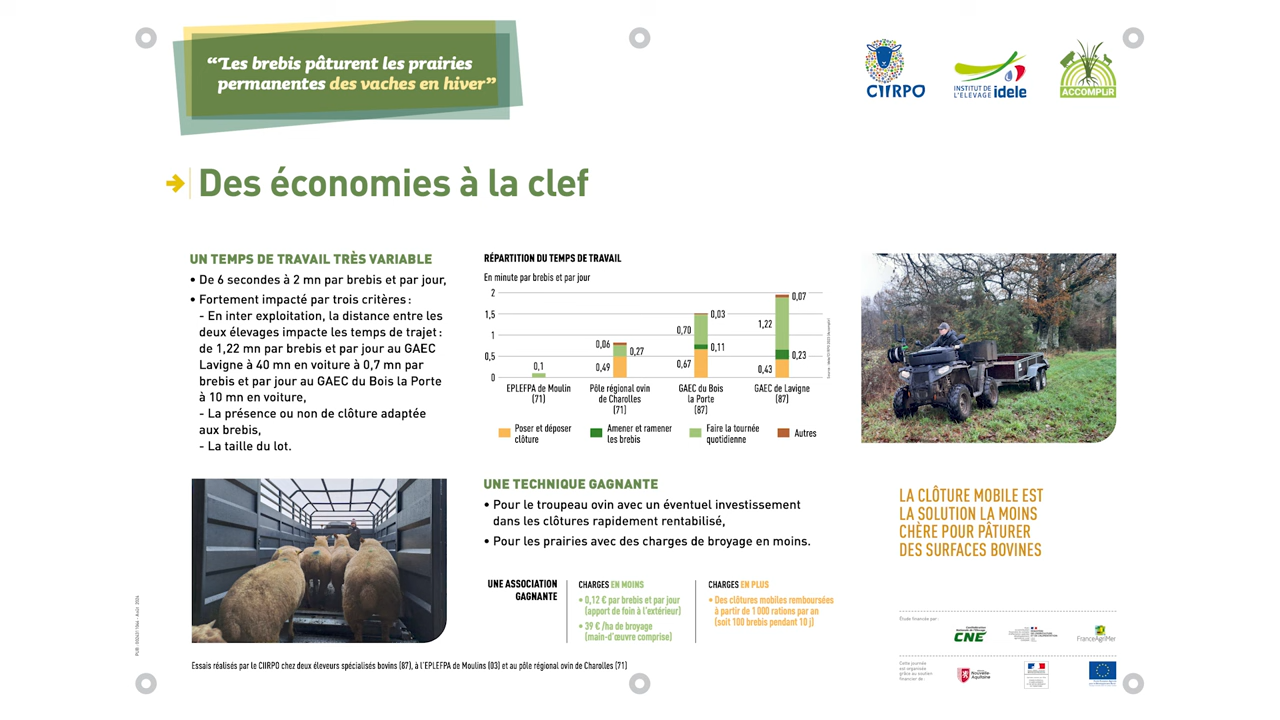 “Les brebis pâturent les prairies
permanentes des vaches en hiver”
CIIRPO
INSTITUT DE
L'ÉLEVAGE idele
ACCOMPLIR
Des économies à la clef
UN TEMPS DE TRAVAIL TRÈS VARIABLE
• De 6 secondes à 2 mn par brebis et par jour,
• Fortement impacté par trois critères :
- En inter exploitation, la distance entre les
deux élevages impacte les temps de trajet :
de 1,22 mn par brebis et par jour au GAEC
Lavigne à 40 mn en voiture à 0,7 mn par
brebis et par jour au GAEC du Bois la Porte
à 10 mn en voiture,
- La présence ou non de clôture adaptée
aux brebis,
- La taille du lot.
RÉPARTITION DU TEMPS DE TRAVAIL
En minute par brebis et par jour
2
1,5
1
0,5
0
0,1
0,06
0,27
0,49
0,03
0,70
0,11
0,67
0,07
1,22
0,23
0,43
EPLEFPA de Moulin
(71)
Pôle régional ovin
de Charolles
(71)
GAEC du Bois
la Porte
(87)
GAEC de Lavigne
(87)
Poser et déposer
clôture
Amener et ramener
les brebis
Faire la tournée
quotidienne
Autres
UNE TECHNIQUE GAGNANTE
• Pour le troupeau ovin avec un éventuel investissement
dans les clôtures rapidement rentabilisé,
• Pour les prairies avec des charges de broyage en moins.
UNE ASSOCIATION
GAGNANTE
CHARGES EN MOINS
• 0,12 € par brebis et par jour
(apport de foin à l'extérieur)
• 39 € /ha de broyage
(main-d'œuvre comprise)
CHARGES EN PLUS
• Des clôtures mobiles remboursées
à partir de 1 000 rations par an
(soit 100 brebis pendant 10 j)
LA CLÔTURE MOBILE EST
LA SOLUTION LA MOINS
CHÈRE POUR PÂTURER
DES SURFACES BOVINES
Étude financée par :
CNE
FranceAgriMer
Cette journée
est organisée
grâce au soutien
financier de :
Nouvelle-
Aquitaine
Essais réalisés par le CIIRPO chez deux éleveurs spécialisés bovins (87), à l'EPLEFPA de Moulins (03) et au pôle régional ovin de Charolles (71)